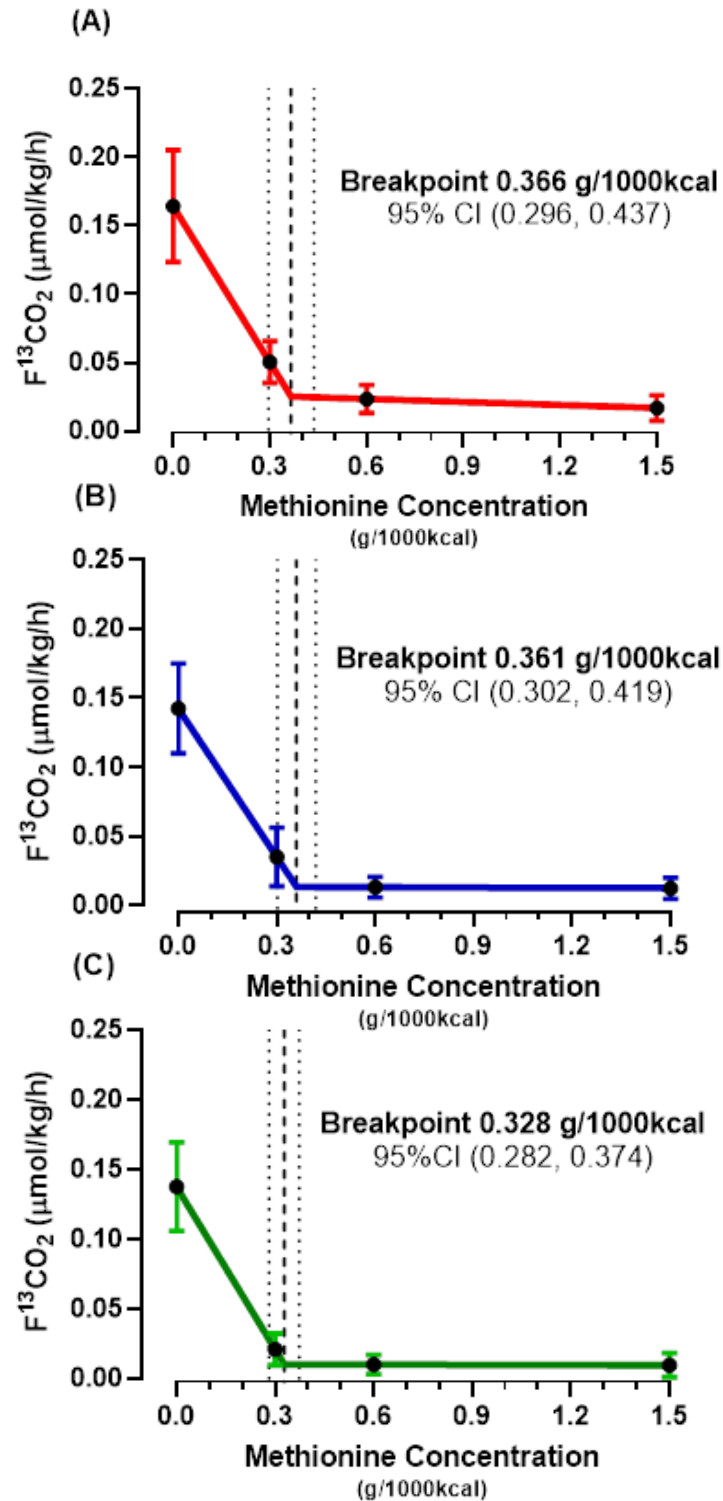 (A)
0.25
0.20
0.15
0.10
0.05
0.00
F¹³CO₂ (μmol/kg/h)
Breakpoint 0.366 g/1000kcal
95% CI (0.296, 0.437)
0.0 0.3 0.6 0.9 1.2 1.5
Methionine Concentration
(g/1000kcal)
(B)
0.25
0.20
0.15
0.10
0.05
0.00
F¹³CO₂ (μmol/kg/h)
Breakpoint 0.361 g/1000kcal
95% CI (0.302, 0.419)
0.0 0.3 0.6 0.9 1.2 1.5
Methionine Concentration
(g/1000kcal)
(C)
0.25
0.20
0.15
0.10
0.05
0.00
F¹³CO₂ (μmol/kg/h)
Breakpoint 0.328 g/1000kcal
95%CI (0.282, 0.374)
0.0 0.3 0.6 0.9 1.2 1.5
Methionine Concentration
(g/1000kcal)